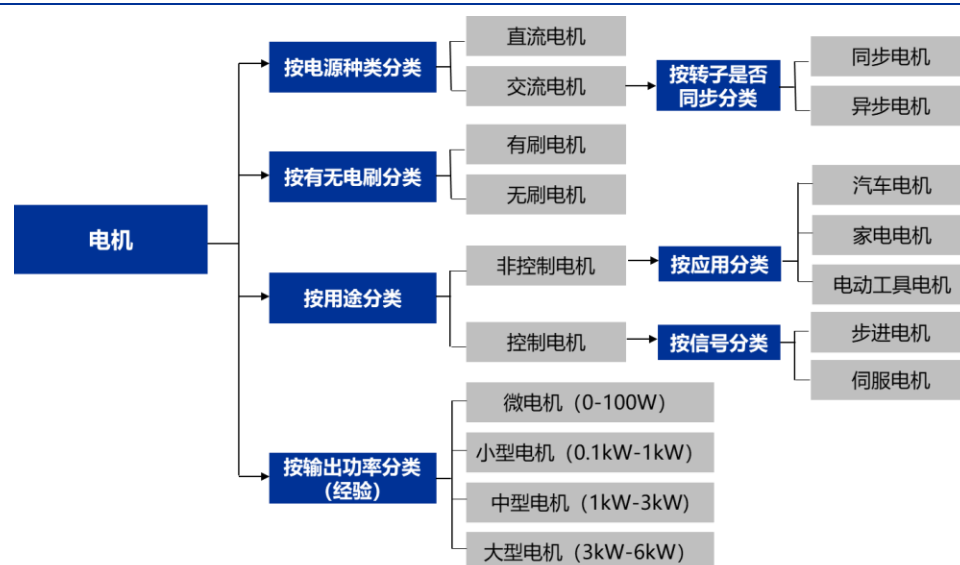 电机
按电源种类分类
直流电机
交流电机
按转子是否
同步分类
同步电机
异步电机
按有无电刷分类
有刷电机
无刷电机
按用途分类
非控制电机
按应用分类
汽车电机
家电电机
电动工具电机
控制电机
按信号分类
步进电机
伺服电机
按输出功率分类
(经验)
微电机（0-100W）
小型电机（0.1kW-1kW）
中型电机（1kW-3kW）
大型电机（3kW-6kW）